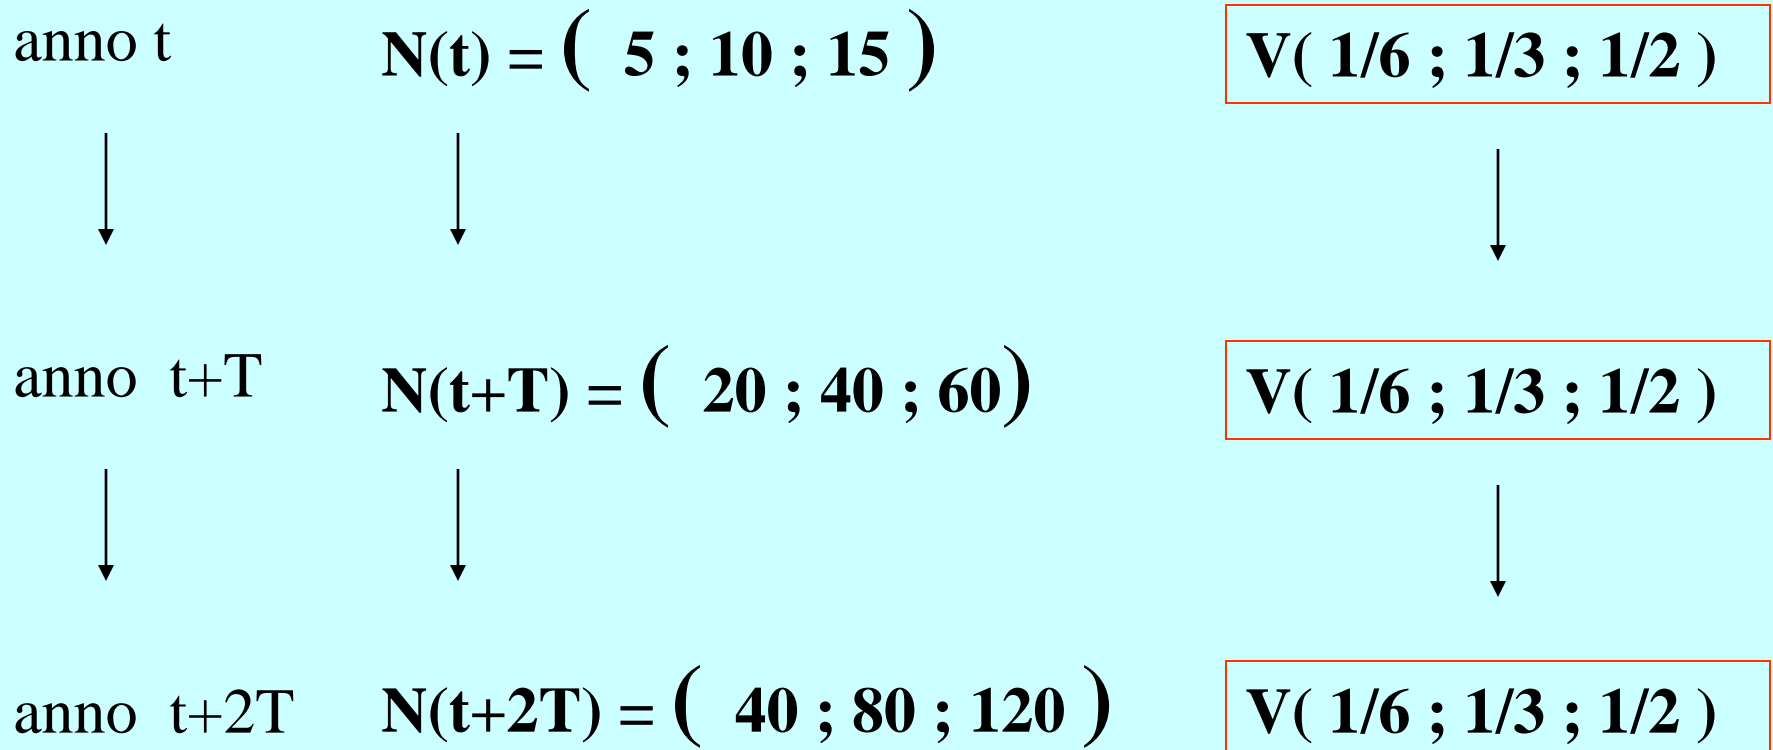 anno t N(t) = ( 5 ; 10 ; 15 ) V( 1/6 ; 1/3 ; 1/2 )
anno t+T N(t+T) = ( 20 ; 40 ; 60) V( 1/6 ; 1/3 ; 1/2 )
anno t+2T N(t+2T) = ( 40 ; 80 ; 120 ) V( 1/6 ; 1/3 ; 1/2 )